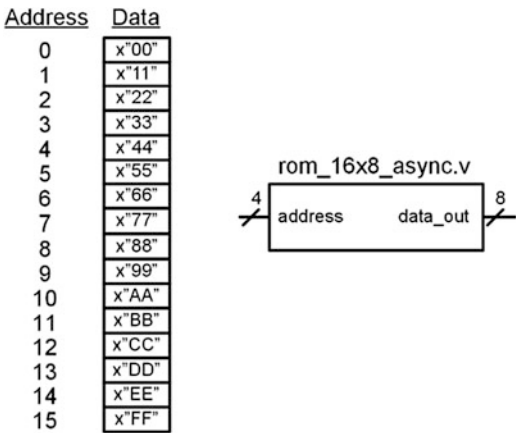 Address Data
0 x"00"
1 x"11"
2 x"22"
3 x"33"
4 x"44"
5 x"55"
6 x"66"
7 x"77"
8 x"88"
9 x"99"
10 x"AA"
11 x"BB"
12 x"CC"
13 x"DD"
14 x"EE"
15 x"FF"
rom_16x8_async.v
4 address data_out 8